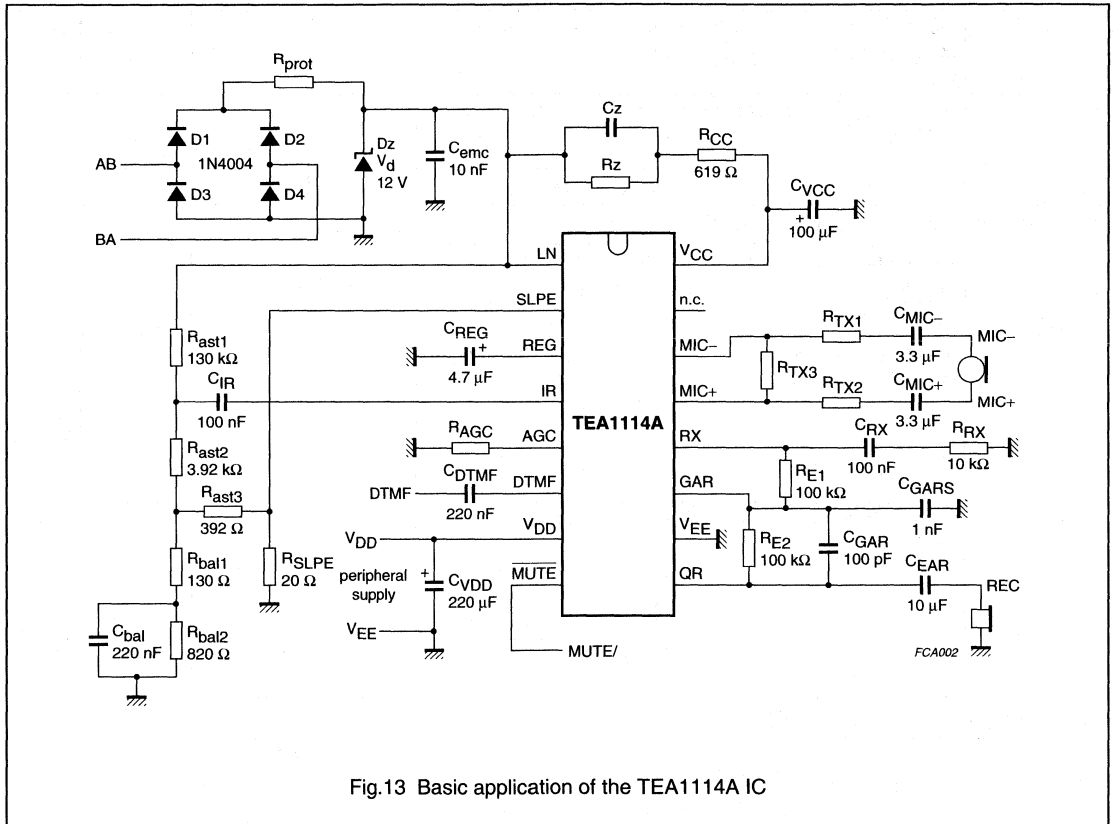 Rprot
D1
D2
1N4004
AB
D3
D4
BA
Dz
Vd
12 V
Cemc
10 nF
Cz
Rz
RCC
619 Ω
CVCC
+
100 μF
LN
VCC
SLPE
n.c.
Rast1
130 kΩ
CREG
+
4.7 μF
REG
MIC−
RTX1
CMIC−
3.3 μF
MIC−
RTX3
CIR
100 nF
IR
MIC+
RTX2
CMIC+
3.3 μF
MIC+
TEA1114A
RAGC
AGC
RX
CRX
100 nF
RRX
10 kΩ
Rast2
3.92 kΩ
RE1
100 kΩ
DTMF
CDTMF
220 nF
DTMF
GAR
CGARS
1 nF
Rast3
392 Ω
VDD
VDD
VEE
RE2
100 kΩ
CGAR
100 pF
Rbal1
130 Ω
RSLPE
20 Ω
peripheral
supply
+
CVDD
220 μF
MUTE
QR
CEAR
10 μF
REC
Cbal
220 nF
Rbal2
820 Ω
VEE
MUTE/
FCA002
Fig.13 Basic application of the TEA1114A IC